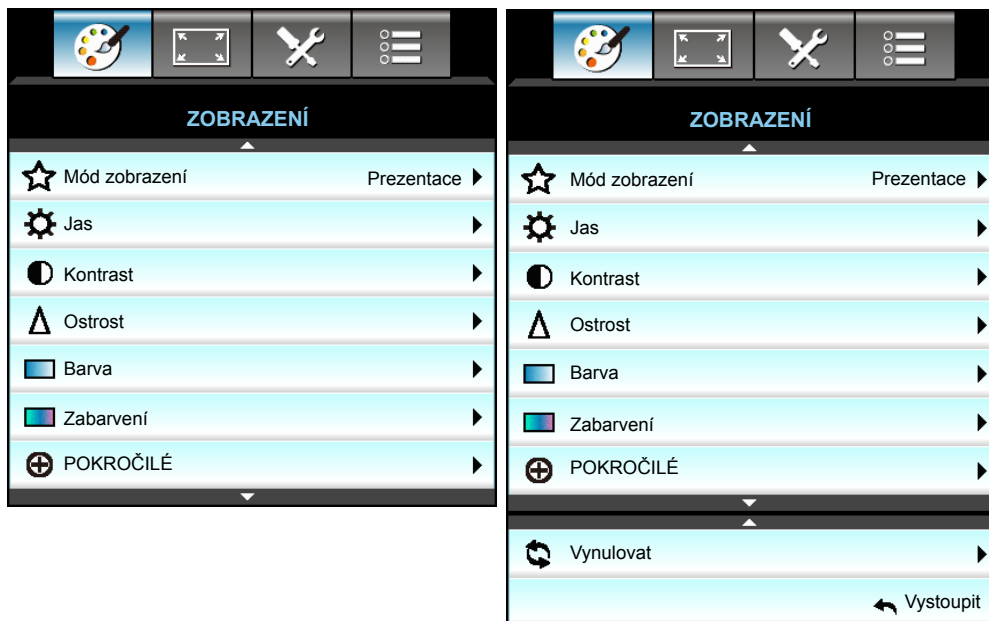 ZOBRAZENÍ
Mód zobrazení Prezentace
Jas
Kontrast
Ostrost
Barva
Zabarvení
POKROČILÉ
ZOBRAZENÍ
Mód zobrazení Prezentace
Jas
Kontrast
Ostrost
Barva
Zabarvení
POKROČILÉ
Vynulovat
Vystoupit